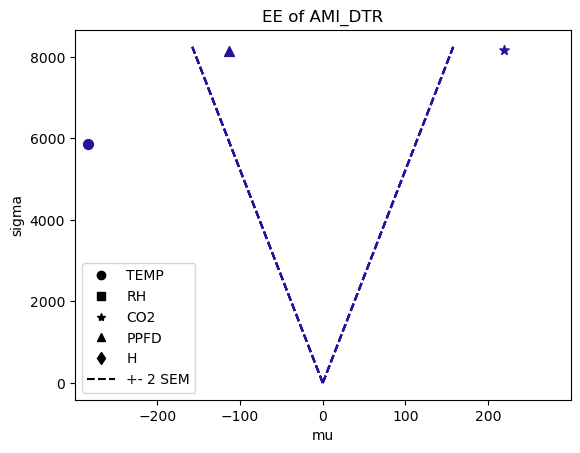 EE of AMI_DTR
sigma
8000
6000
4000
2000
0
TEMP
RH
CO2
PPFD
H
+- 2 SEM
−200
−100
0
100
200
mu